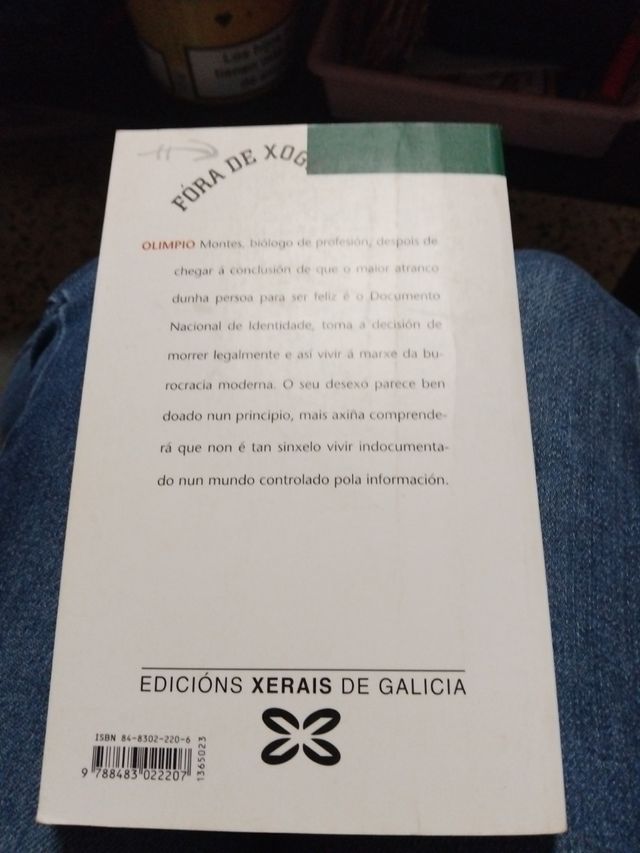 Los
tienen
FÓRA DE XOG
OLIMPIO Montes, biólogo de profesión, despois de
chegar á conclusión de que o maior atranco
dunha persoa para ser feliz é o Documento
Nacional de Identidade, toma a decisión de
morrer legalmente e así vivir á marxe da bu-
rocracia moderna. O seu desexo parece ben
doado nun principio, mais axiña comprende-
rá que non é tan sinxelo vivir indocumenta-
do nun mundo controlado pola información.
EDICIÓNS XERAIS DE GALICIA
ISBN 84-8302-220-6
9 788483 022207
1365023